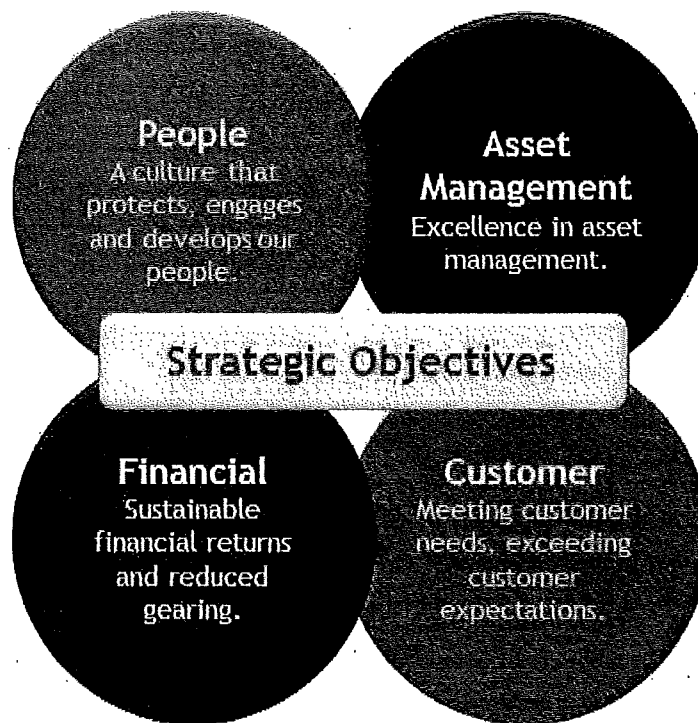 People
A culture that
protects, engages
and develops our
people.
Asset
Management
Excellence in asset
management.
Strategic Objectives
Financial
Sustainable
financial returns
and reduced
gearing.
Customer
Meeting customer
needs, exceeding
customer
expectations.